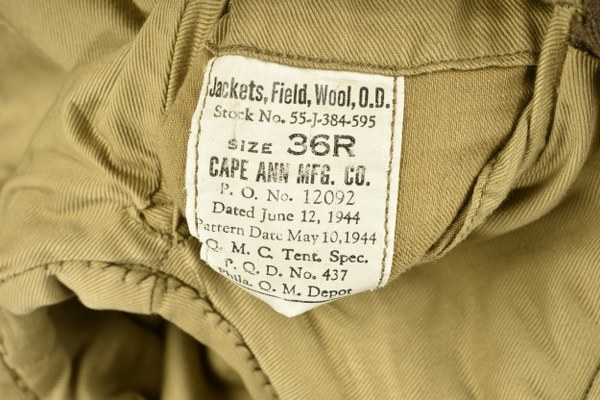 Jackets, Field, Wool, O.D.
Stock No. 55-J-384-595
SIZE 36R
CAPE ANN MFG. CO.
P. O. No. 12092
Dated June 12, 1944
Pattern Date May 10, 1944
Q. M. C. Tent. Spec.
P. Q. D. No. 437
Phila. Q. M. Depot